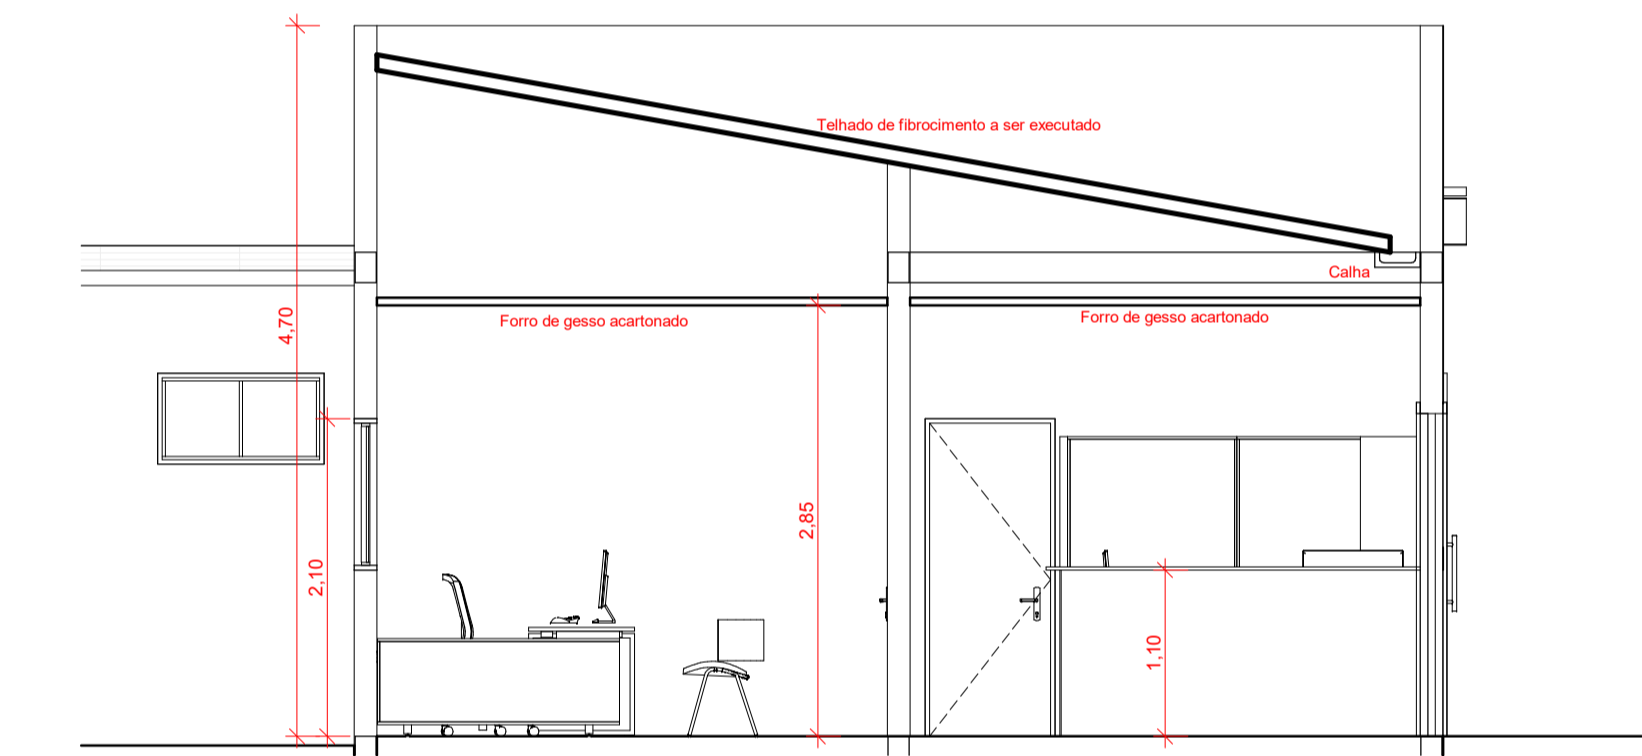 Telhado de fibrocimento a ser executado
Calha
4,70
Forro de gesso acartonado
Forro de gesso acartonado
2,85
2,10
1,10